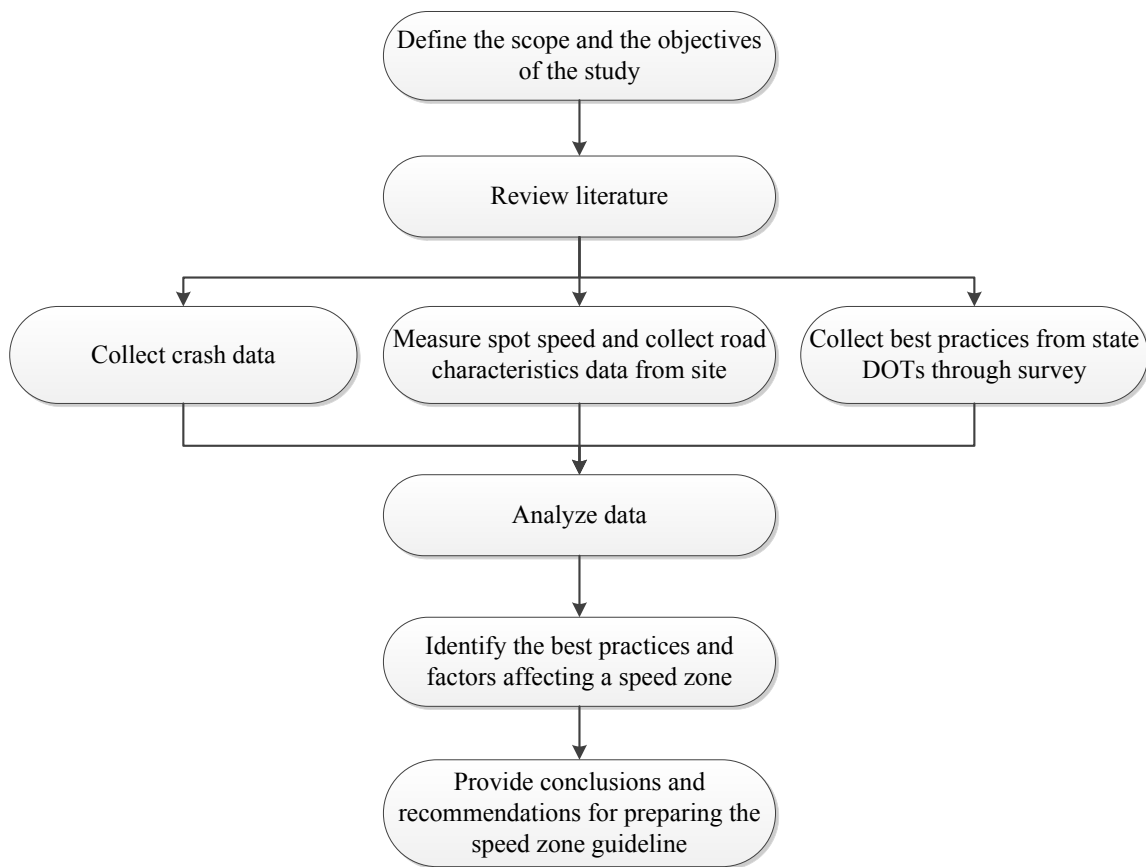 Define the scope and the objectives
of the study
Review literature
Collect crash data
Measure spot speed and collect road
characteristics data from site
Collect best practices from state
DOTs through survey
Analyze data
Identify the best practices and
factors affecting a speed zone
Provide conclusions and
recommendations for preparing the
speed zone guideline